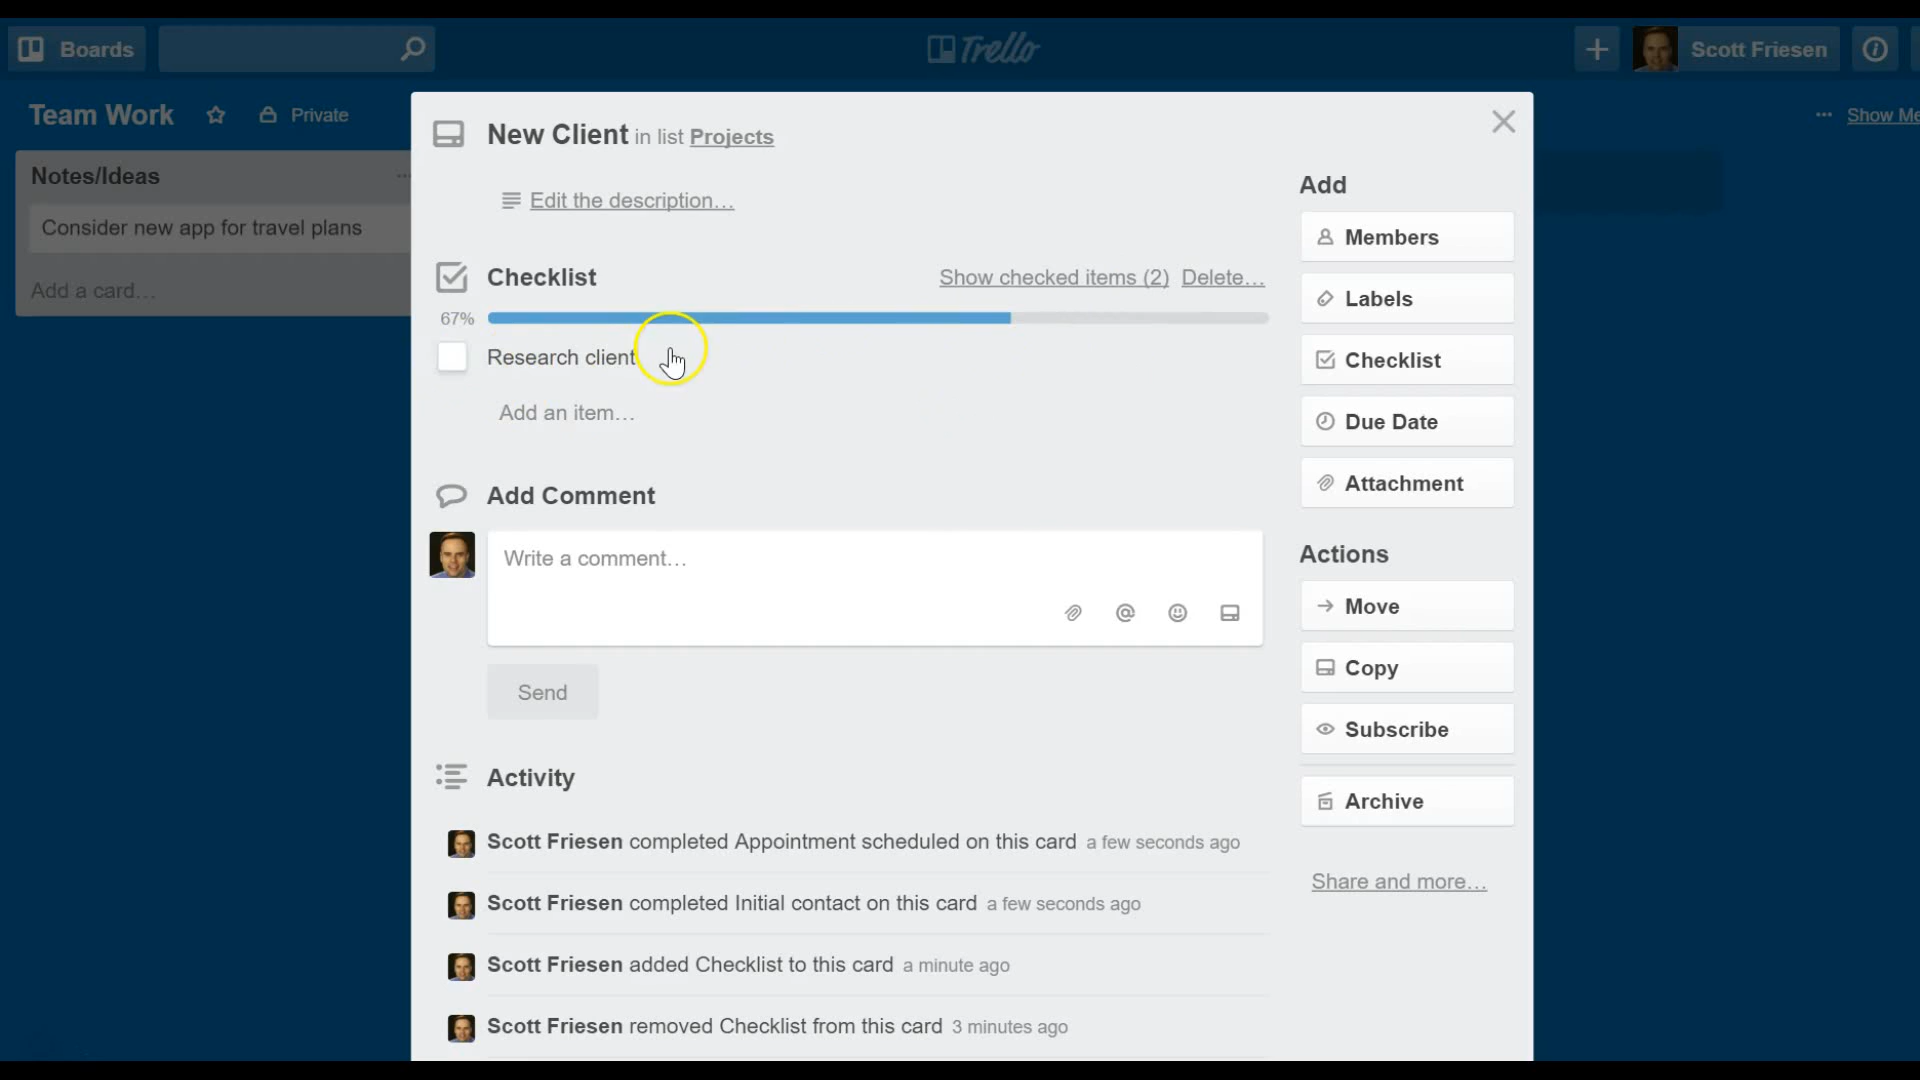 Boards
Trello
Scott Friesen
Team Work
Private
Show Me
Notes/Ideas
Consider new app for travel plans
Add a card…
New Client in list Projects
Edit the description…
Checklist
Show checked items (2) Delete…
67%
Research client
Add an item…
Add Comment
Write a comment…
Send
Activity
Scott Friesen completed Appointment scheduled on this card a few seconds ago
Scott Friesen completed Initial contact on this card a few seconds ago
Scott Friesen added Checklist to this card a minute ago
Scott Friesen removed Checklist from this card 3 minutes ago
Add
Members
Labels
Checklist
Due Date
Attachment
Actions
Move
Copy
Subscribe
Archive
Share and more…